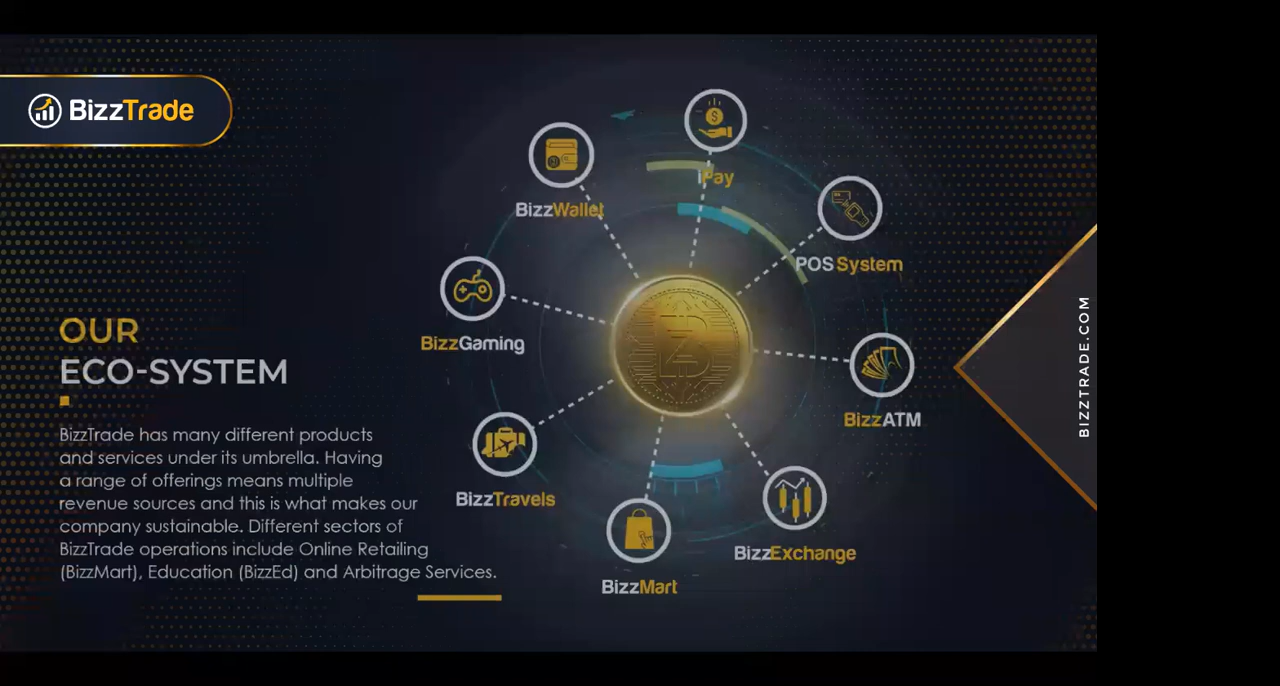 BizzTrade
OUR
ECO-SYSTEM
BizzTrade has many different products
and services under its umbrella. Having
a range of offerings means multiple
revenue sources and this is what makes our
company sustainable. Different sectors of
BizzTrade operations include Online Retailing
(BizzMart), Education (BizzEd) and Arbitrage Services.
iPay
BizzWallet
POS System
BizzGaming
BizzATM
BizzTravels
BizzExchange
BizzMart
BIZZTRADE.COM